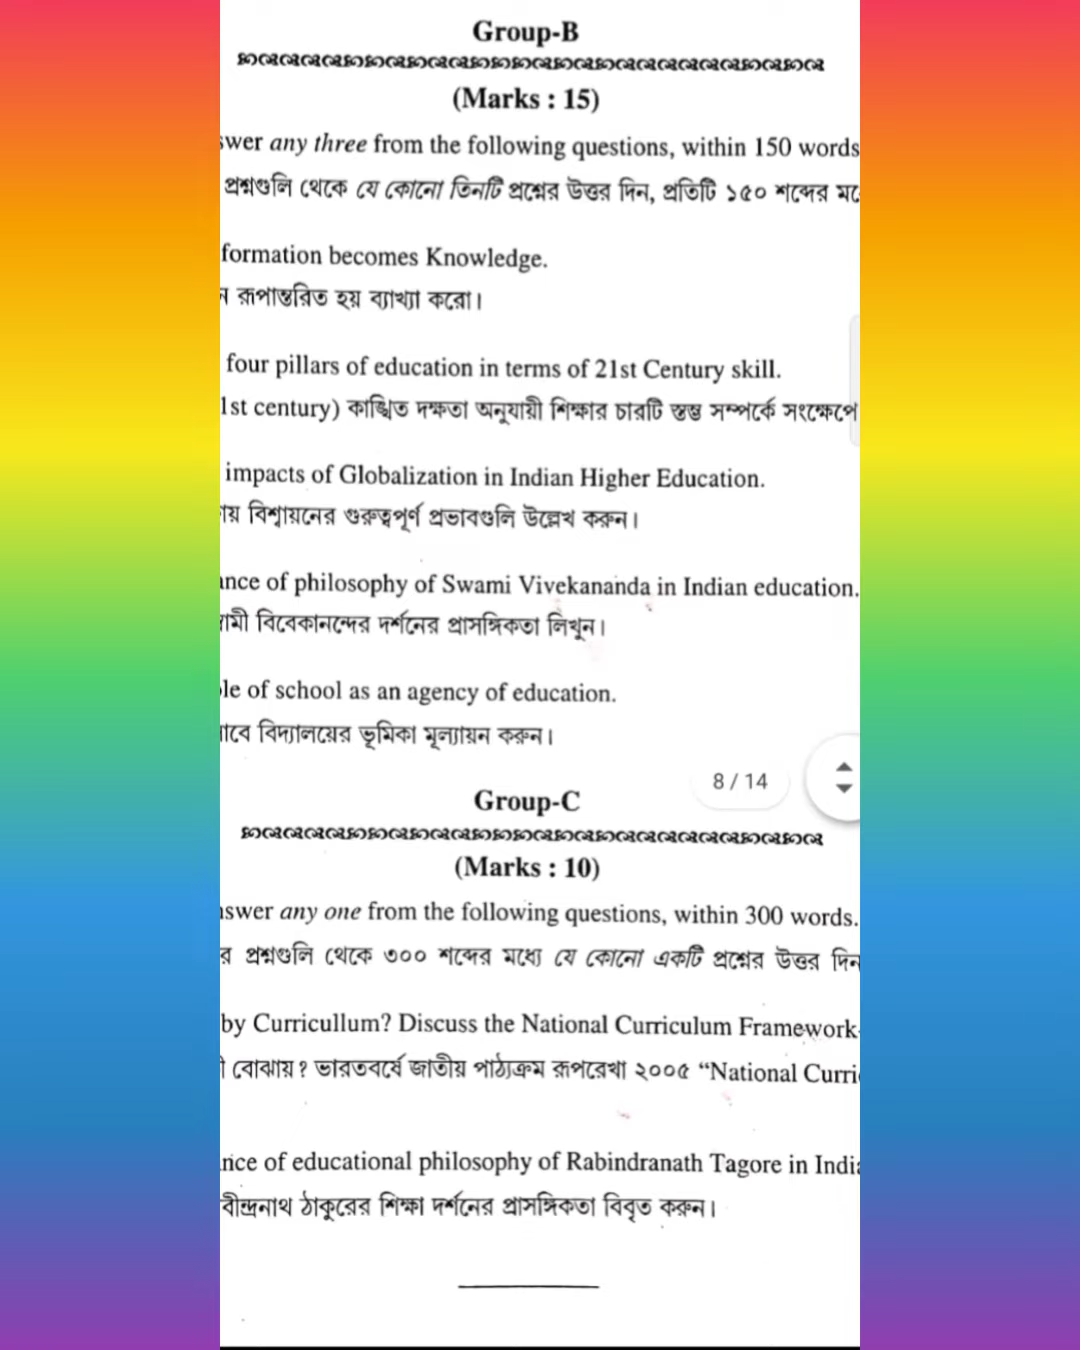 Group-B
(Marks : 15)
swer any three from the following questions, within 150 words
প্রশ্নগুলি থেকে যে কোনো তিনটি প্রশ্নের উত্তর দিন, প্রতিটি ১৫০ শব্দের
formation becomes Knowledge.
ন রূপান্তরিত হয় ব্যাখ্যা করো।
four pillars of education in terms of 21st Century skill.
1st century) কাঙ্খিত দক্ষতা অনুযায়ী শিক্ষার চারটি স্তম্ভ সম্পর্কে সংক্ষেপে
impacts of Globalization in Indian Higher Education.
য় বিশ্বায়নের গুরুত্বপূর্ণ প্রভাবগুলি উল্লেখ করুন।
ance of philosophy of Swami Vivekananda in Indian education.
মী বিবেকানন্দের দর্শনের প্রাসঙ্গিকতা লিখুন।
le of school as an agency of education.
বে বিদ্যালয়ের ভূমিকা মূল্যায়ন করুন।
8 / 14
Group-C
(Marks : 10)
swer any one from the following questions, within 300 words.
র প্রশ্নগুলি থেকে ৩০০ শব্দের মধ্যে যে কোনো একটি প্রশ্নের উত্তর দিন
by Curricullum? Discuss the National Curriculum Framework-
বোঝায় ? ভারতবর্ষে জাতীয় পাঠ্যক্রম রূপরেখা ২০০৫ “National Curri
nce of educational philosophy of Rabindranath Tagore in India
বীন্দ্রনাথ ঠাকুরের শিক্ষা দর্শনের প্রাসঙ্গিকতা বিবৃত করুন।